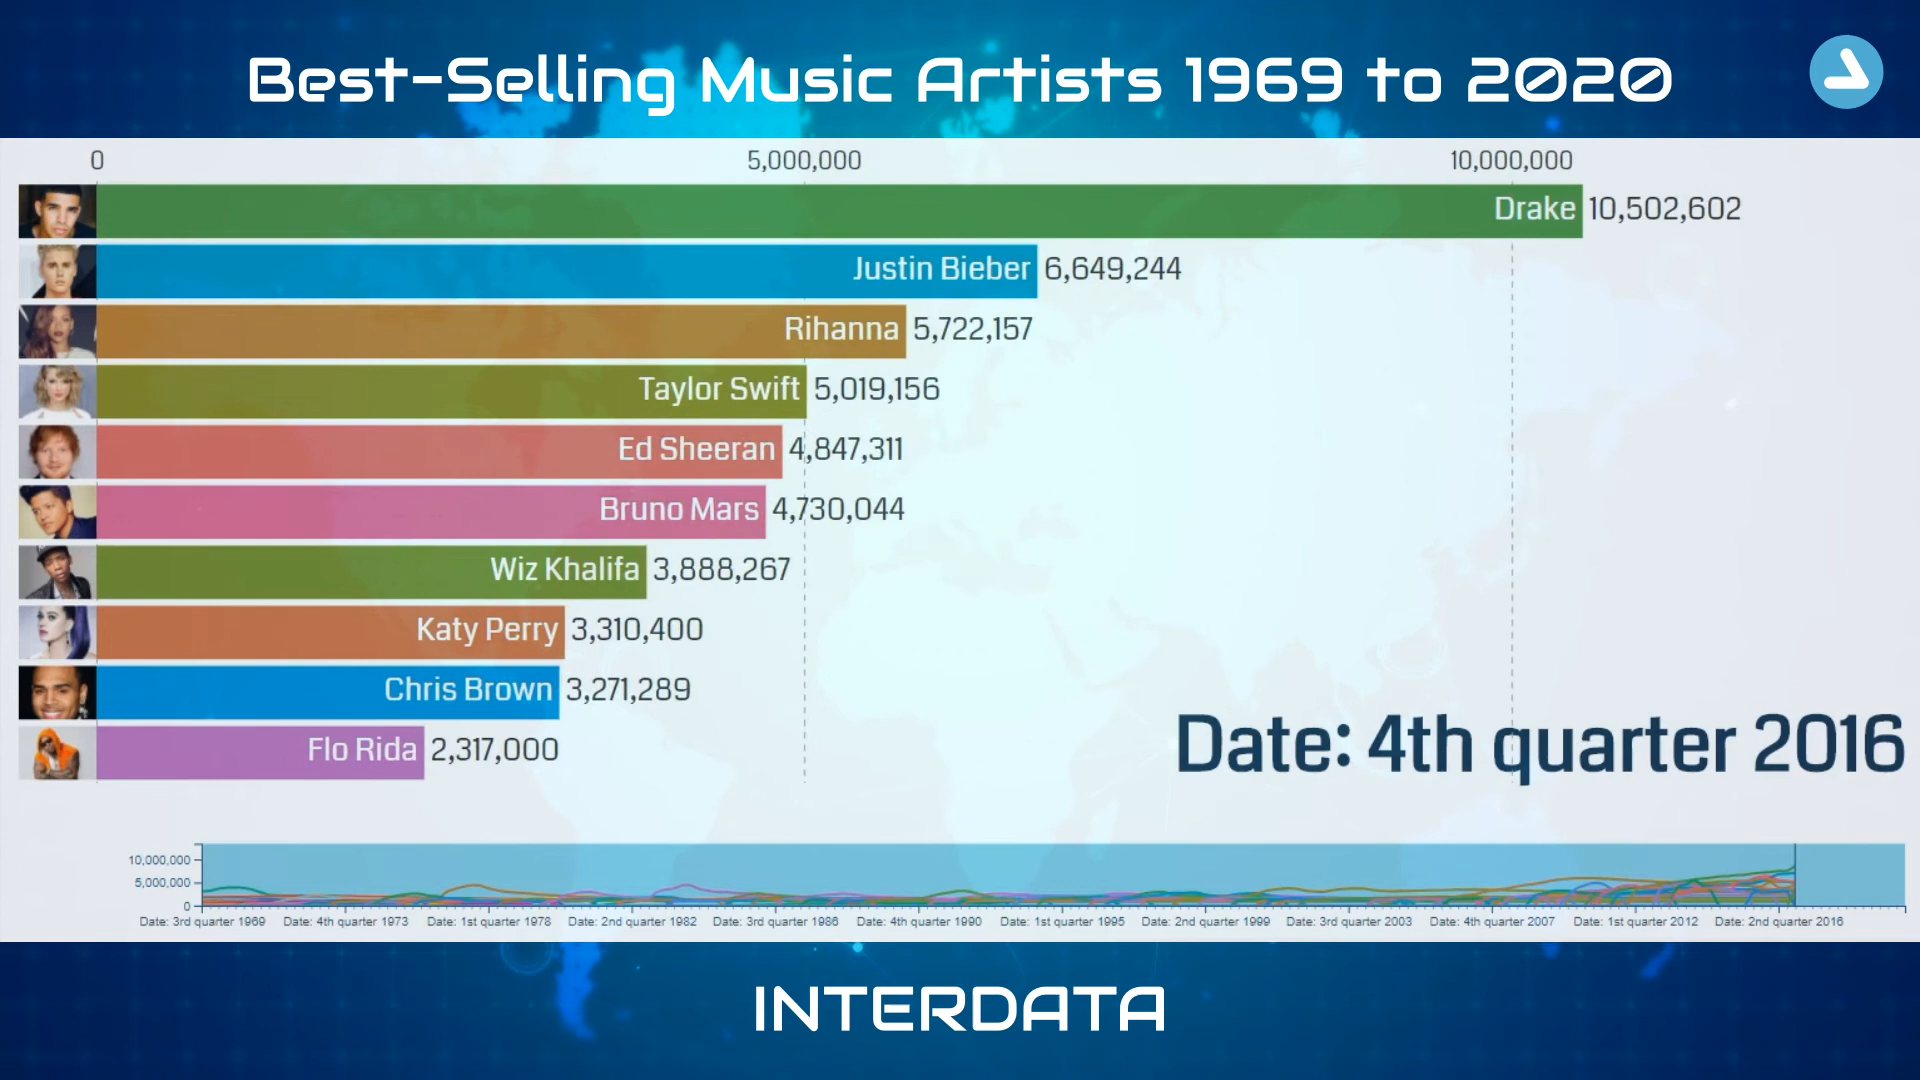 Best-Selling Music Artists 1969 to 2020
0 5,000,000 10,000,000
Drake 10,502,602
Justin Bieber 6,649,244
Rihanna 5,722,157
Taylor Swift 5,019,156
Ed Sheeran 4,847,311
Bruno Mars 4,730,044
Wiz Khalifa 3,888,267
Katy Perry 3,310,400
Chris Brown 3,271,289
Flo Rida 2,317,000
Date: 4th quarter 2016
10,000,000
5,000,000
0
Date: 3rd quarter 1969 Date: 4th quarter 1973 Date: 1st quarter 1978 Date: 2nd quarter 1982 Date: 3rd quarter 1986 Date: 4th quarter 1990 Date: 1st quarter 1995 Date: 2nd quarter 1999 Date: 3rd quarter 2003 Date: 4th quarter 2007 Date: 1st quarter 2012 Date: 2nd quarter 2016
INTERDATA